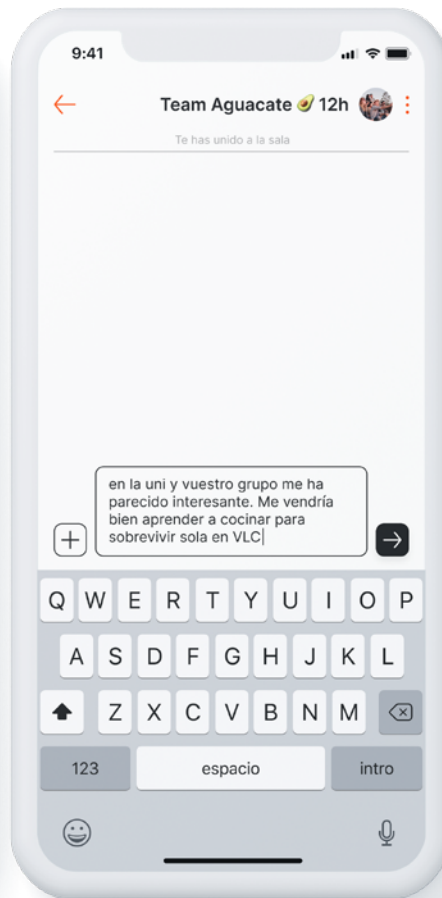 9:41
Team Aguacate 🥑 12h
Te has unido a la sala
en la uni y vuestro grupo me ha
parecido interesante. Me vendría
bien aprender a cocinar para
sobrevivir sola en VLC
Q W E R T Y U I O P
A S D F G H J K L
Z X C V B N M
123 espacio intro